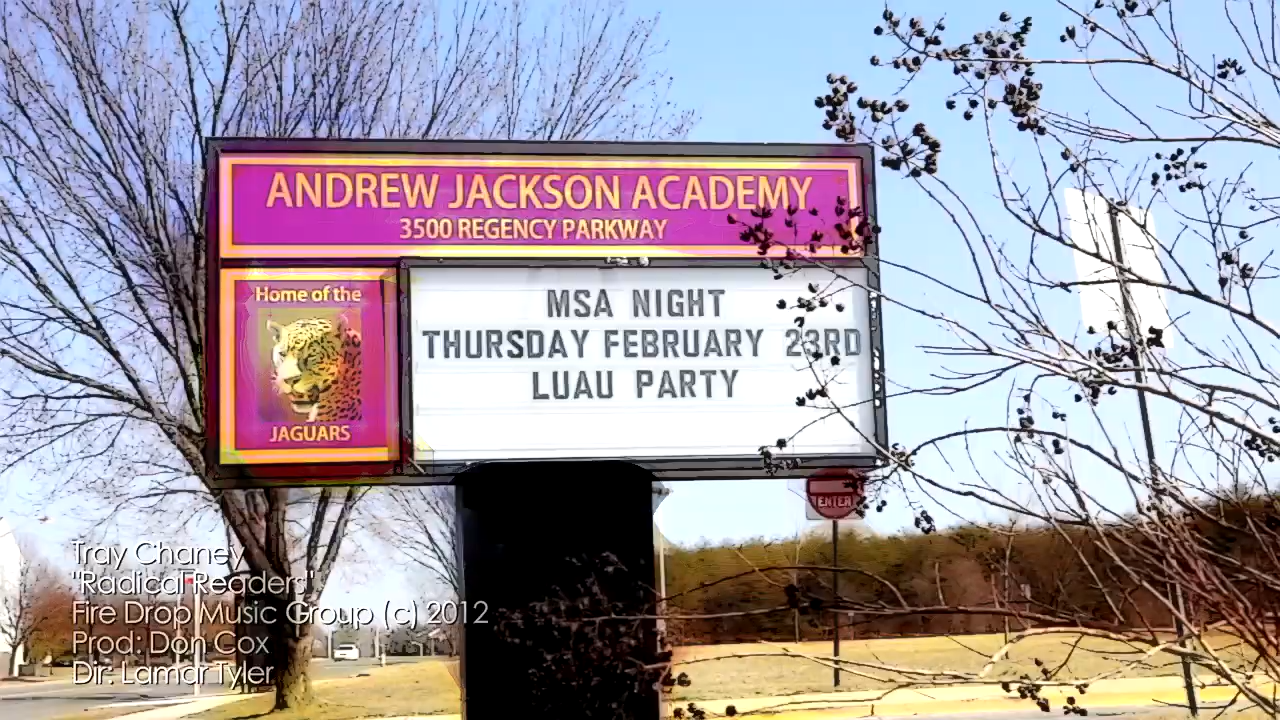 ANDREW JACKSON ACADEMY
3500 REGENCY PARKWAY
Home of the
JAGUARS
MSA NIGHT
THURSDAY FEBRUARY 23RD
LUAU PARTY
ENTER
Tray Chaney
"Radical Readers"
Fire Drop Music Group (c) 2012
Prod: Don Cox
Dir: Lamar Tyler